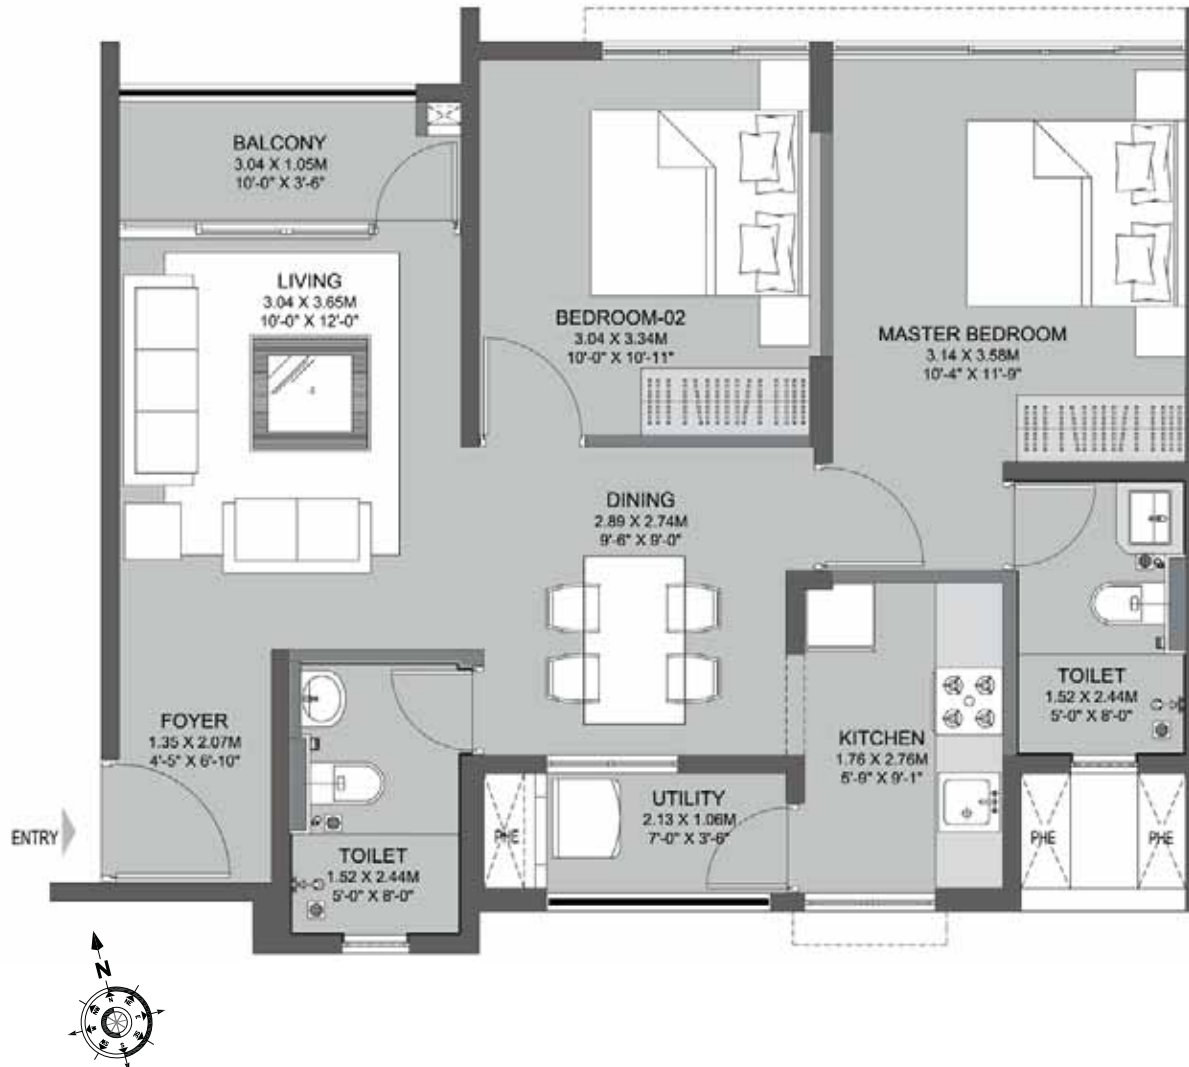 BALCONY
3.04 X 1.05M
10'-0" X 3'-6"
LIVING
3.04 X 3.65M
10'-0" X 12'-0"
BEDROOM-02
3.04 X 3.34M
10'-0" X 10'-11"
MASTER BEDROOM
3.14 X 3.58M
10'-4" X 11'-9"
DINING
2.89 X 2.74M
9'-6" X 9'-0"
FOYER
1.35 X 2.07M
4'-5" X 6'-10"
TOILET
1.52 X 2.44M
5'-0" X 8'-0"
KITCHEN
1.76 X 2.76M
5'-9" X 9'-1"
UTILITY
2.13 X 1.06M
7'-0" X 3'-6"
PHE
ENTRY
TOILET
1.52 X 2.44M
5'-0" X 8'-0"
PHE
PHE
N
N
NE
E
SE
S
SW
W
NW